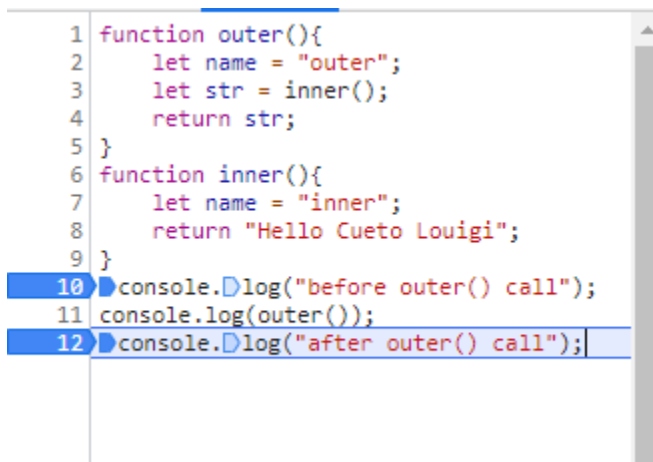 1 function outer(){
2 let name = "outer";
3 let str = inner();
4 return str;
5 }
6 function inner(){
7 let name = "inner";
8 return "Hello Cueto Louigi";
9 }
10 console.log("before outer() call");
11 console.log(outer());
12 console.log("after outer() call");